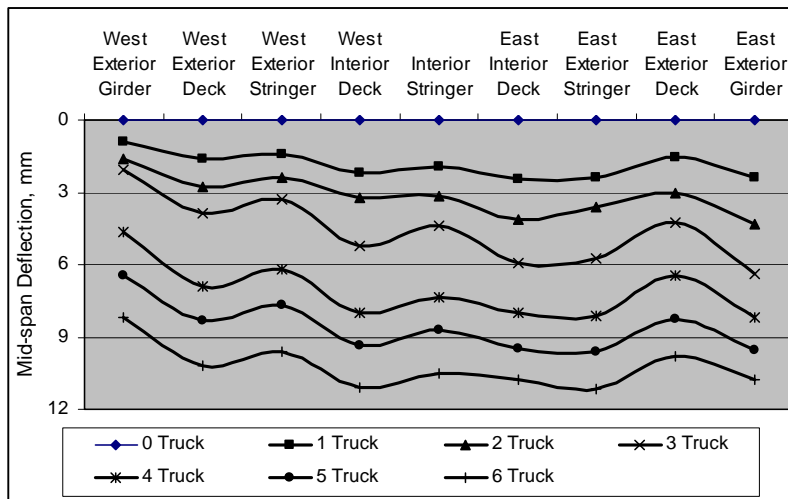 West Exterior Girder
West Exterior Deck
West Exterior Stringer
West Interior Deck
Interior Stringer
East Interior Deck
East Exterior Stringer
East Exterior Deck
East Exterior Girder
Mid-span Deflection, mm
0
3
6
9
12
0 Truck 1 Truck 2 Truck 3 Truck
4 Truck 5 Truck 6 Truck